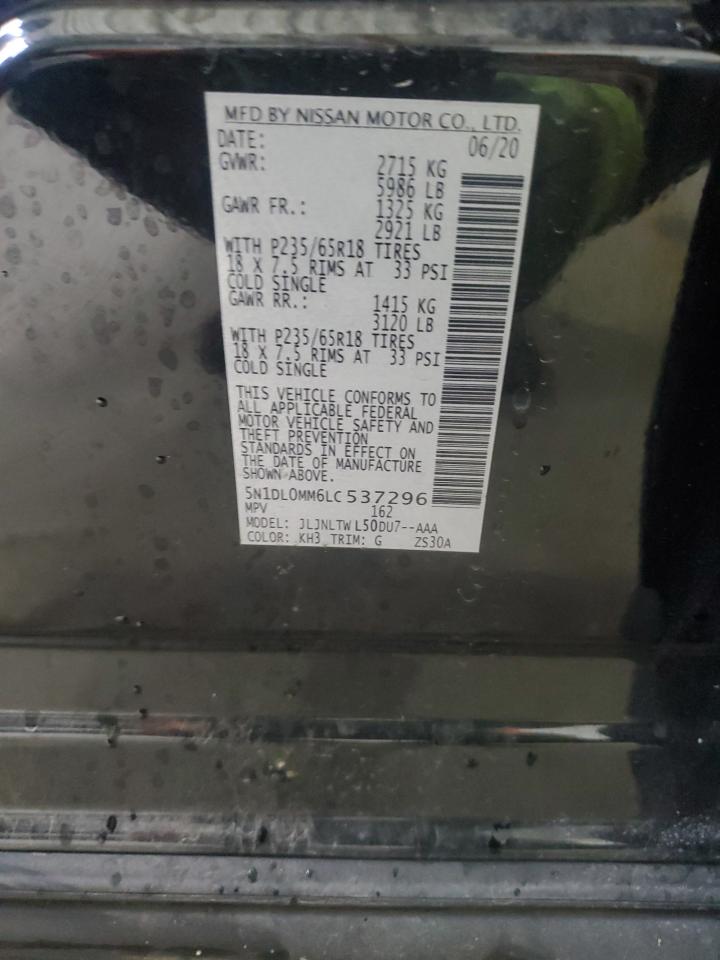 MFD BY NISSAN MOTOR CO., LTD.
DATE: 06/20
GVWR: 2715 KG
5986 LB
GAWR FR.: 1325 KG
2921 LB
WITH P235/65R18 TIRES
18 X 7.5 RIMS AT 33 PSI
COLD SINGLE
GAWR RR.: 1415 KG
3120 LB
WITH P235/65R18 TIRES
18 X 7.5 RIMS AT 33 PSI
COLD SINGLE
THIS VEHICLE CONFORMS TO
ALL APPLICABLE FEDERAL
MOTOR VEHICLE SAFETY AND
THEFT PREVENTION
STANDARDS IN EFFECT ON
THE DATE OF MANUFACTURE
SHOWN ABOVE.
5N1DL0MM6LC537296
MPV 162
MODEL: JLJNLTWL50DU7--AAA
COLOR: KH3 TRIM: G ZS30A